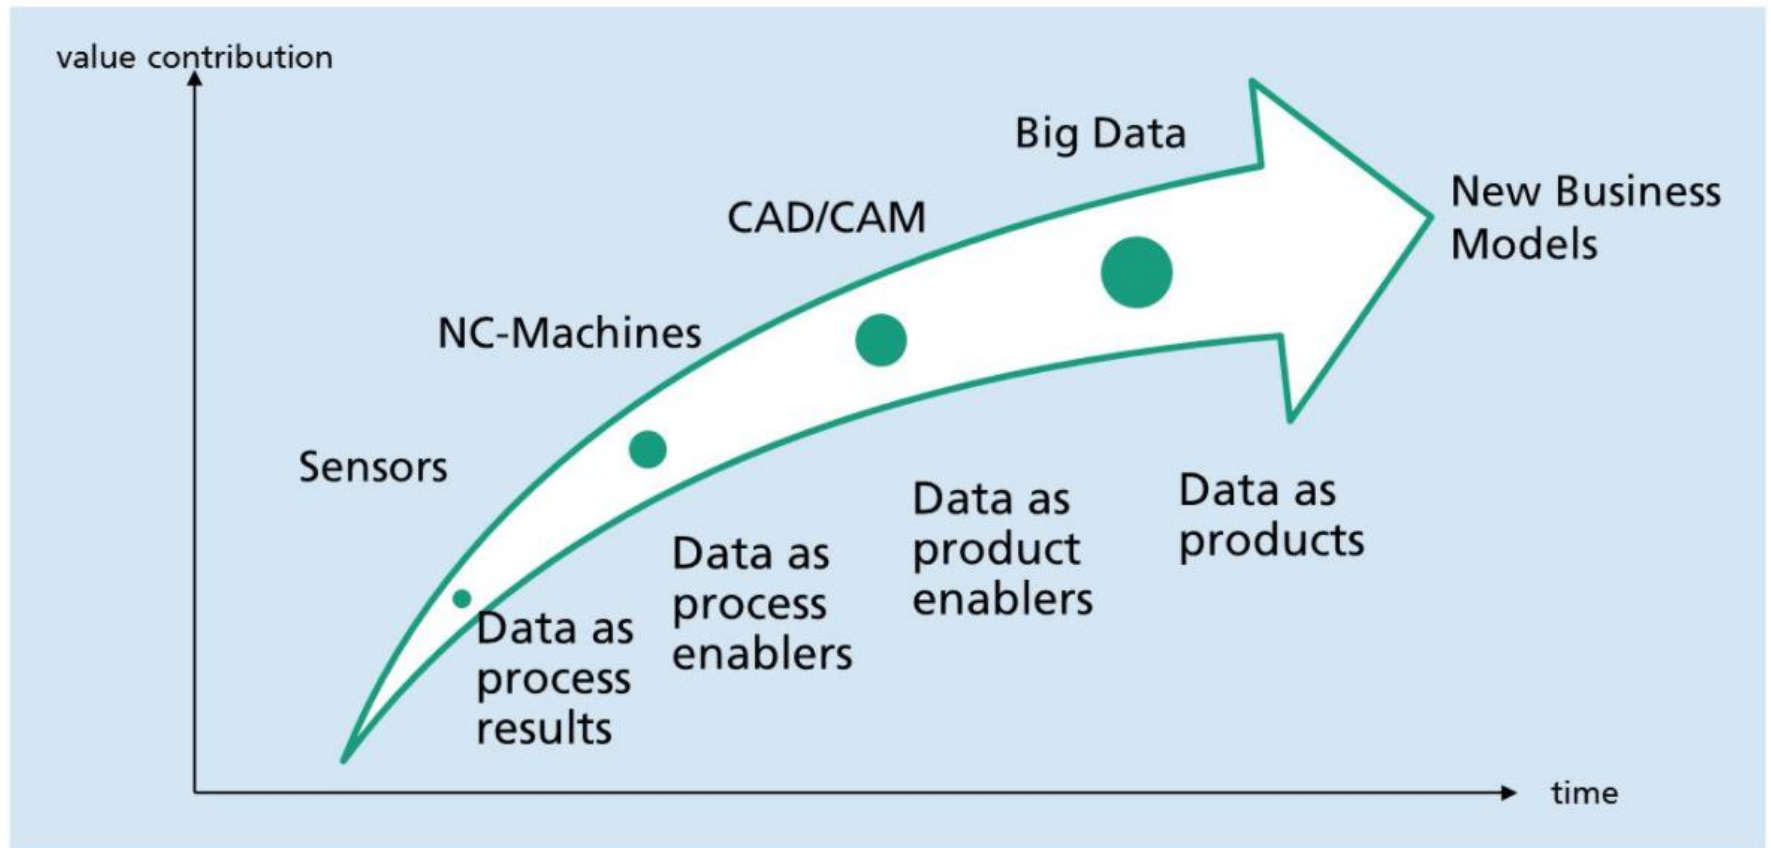 value contribution
Big Data
New Business
Models
CAD/CAM
NC-Machines
Sensors
Data as
process
results
Data as
process
enablers
Data as
product
enablers
Data as
products
time